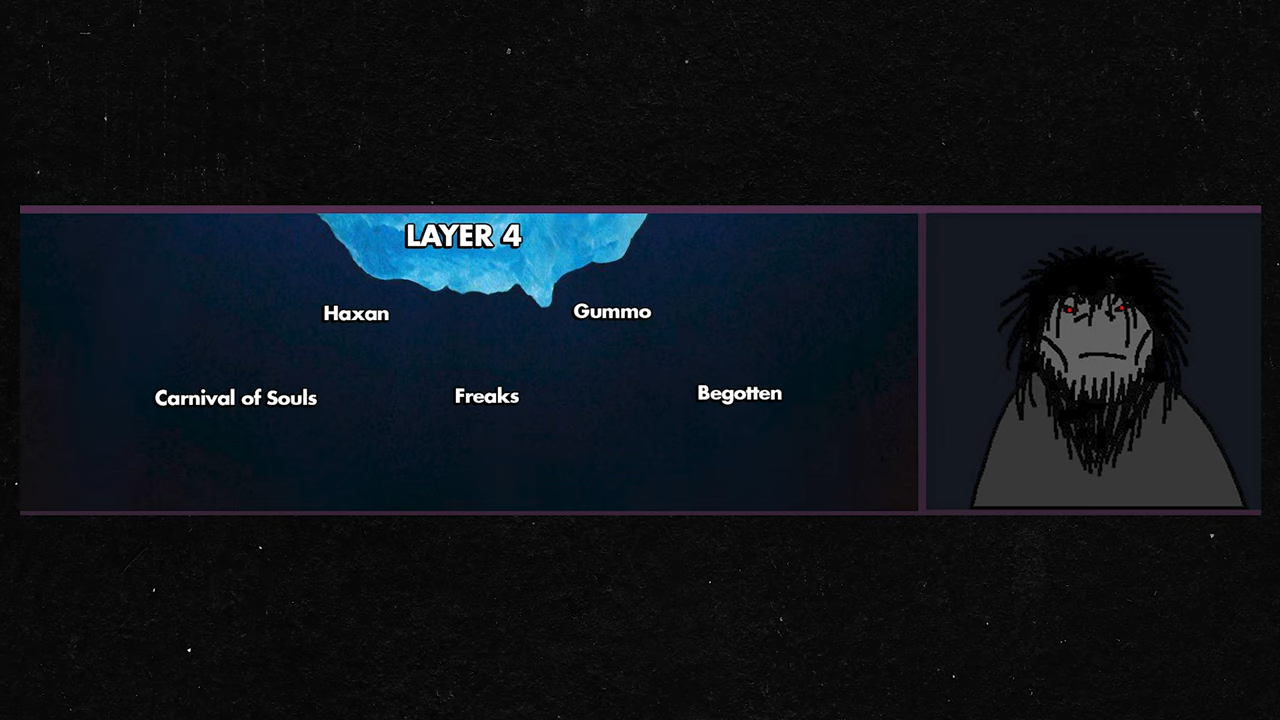 LAYER 4
Haxan
Gummo
Carnival of Souls
Freaks
Begotten